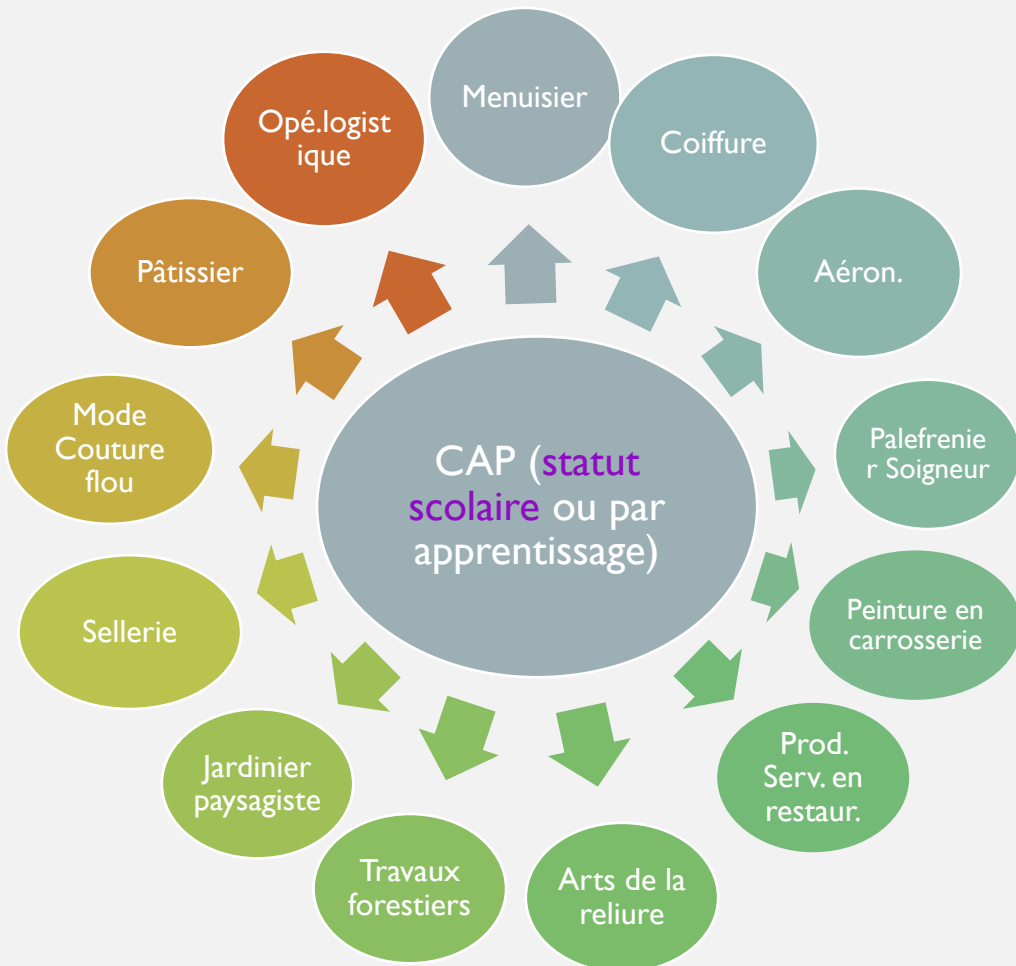 Menuisier
Coiffure
Aéron.
Palefrenie
r Soigneur
Peinture en
carrosserie
Prod.
Serv. en
restaur.
Arts de la
reliure
Travaux
forestiers
Jardinier
paysagiste
Sellerie
Mode
Couture
flou
Pâtissier
Opé.logist
ique
CAP (statut
scolaire ou par
apprentissage)